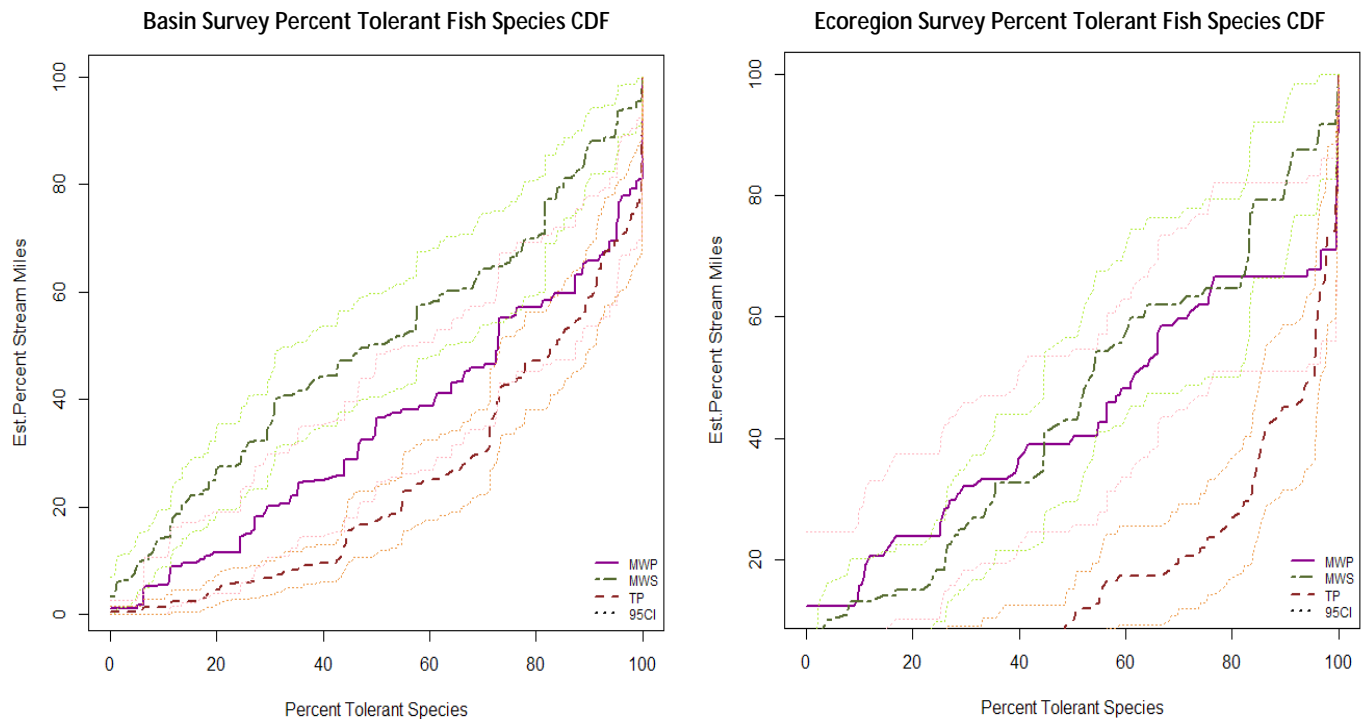 Basin Survey Percent Tolerant Fish Species CDF
Est.Percent Stream Miles
100
80
60
40
20
0
MWP
MWS
TP
95CI
0 20 40 60 80 100
Percent Tolerant Species
Ecoregion Survey Percent Tolerant Fish Species CDF
Est.Percent Stream Miles
100
80
60
40
20
MWP
MWS
TP
95CI
0 20 40 60 80 100
Percent Tolerant Species